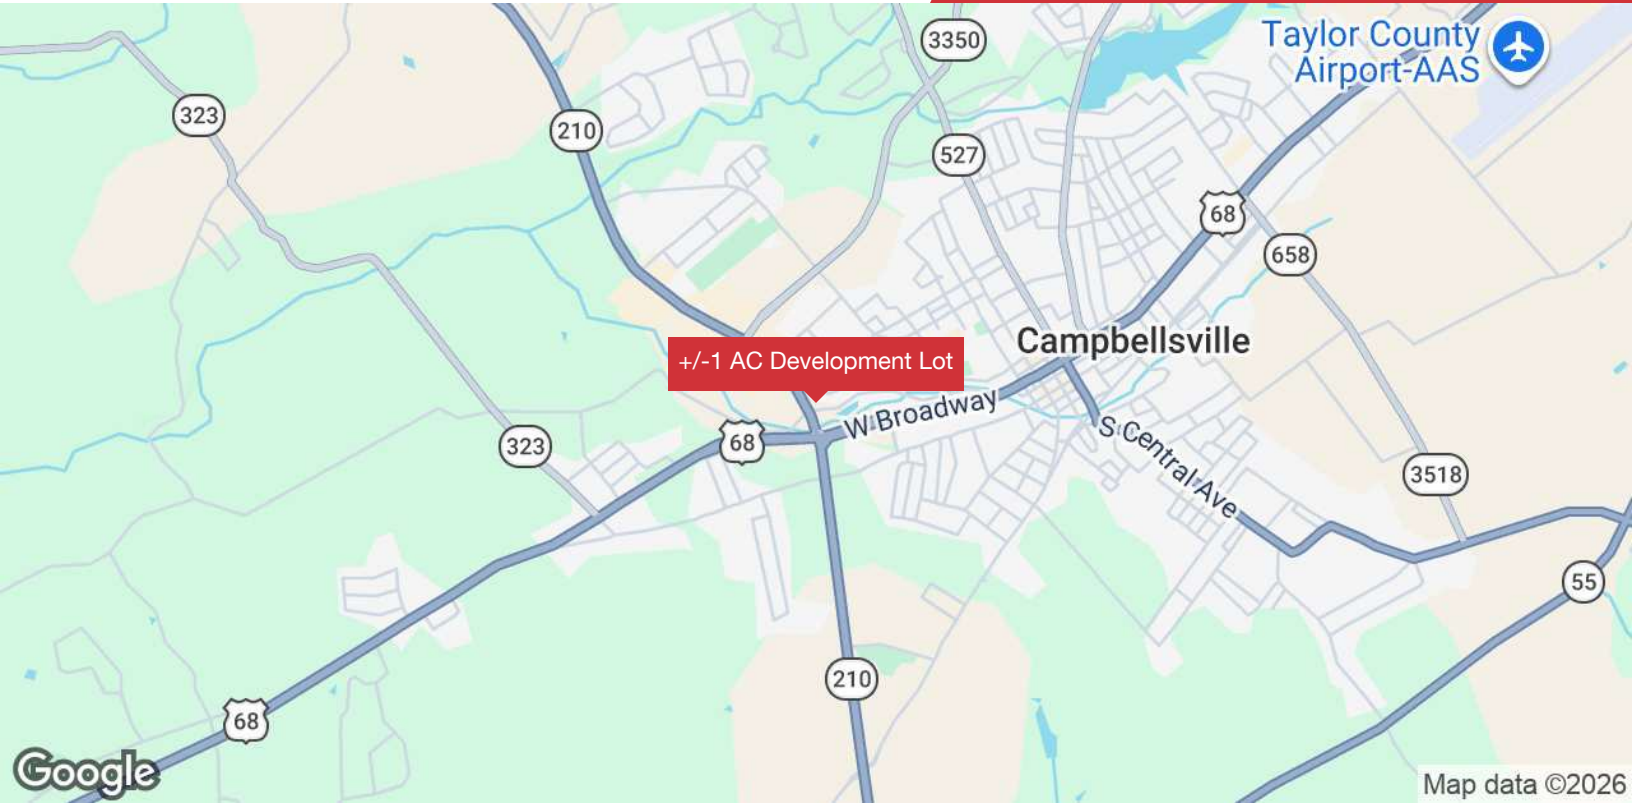 3350
Taylor County
Airport-AAS
323
210
527
68
658
Campbellsville
+/-1 AC Development Lot
W Broadway
68
323
S Central Ave
3518
55
210
68
Google
Map data ©2026